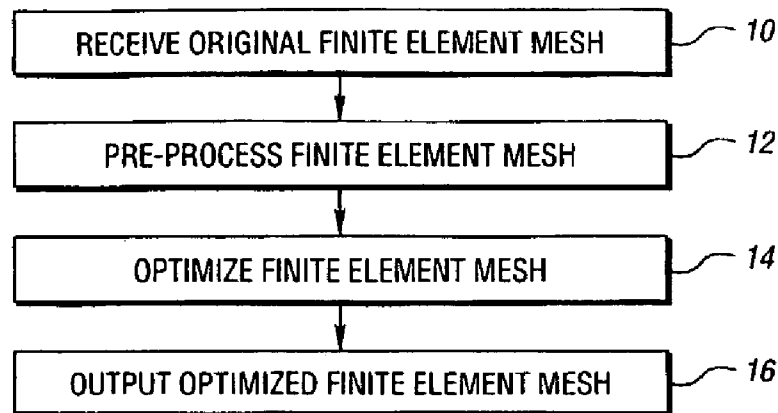 RECEIVE ORIGINAL FINITE ELEMENT MESH 10
PRE-PROCESS FINITE ELEMENT MESH 12
OPTIMIZE FINITE ELEMENT MESH 14
OUTPUT OPTIMIZED FINITE ELEMENT MESH 16